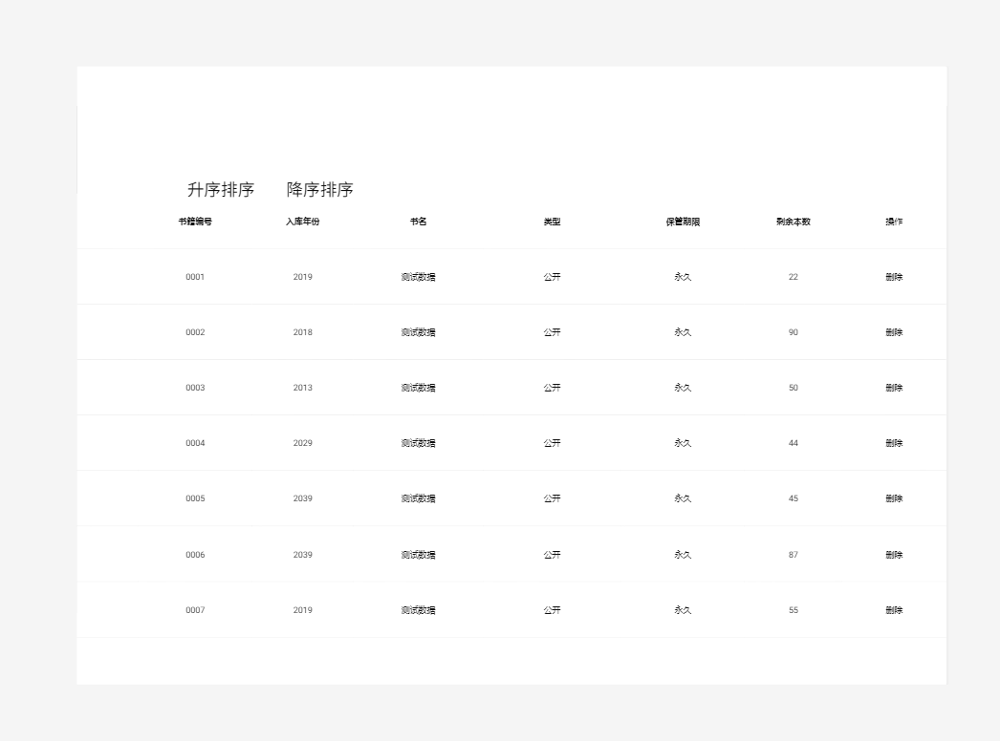 升序排序 降序排序
书籍编号 入库年份 书名 类型 保管期限 剩余本数 操作
0001 2019 测试数据 公开 永久 22 删除
0002 2018 测试数据 公开 永久 90 删除
0003 2013 测试数据 公开 永久 50 删除
0004 2029 测试数据 公开 永久 44 删除
0005 2039 测试数据 公开 永久 45 删除
0006 2039 测试数据 公开 永久 87 删除
0007 2019 测试数据 公开 永久 55 删除